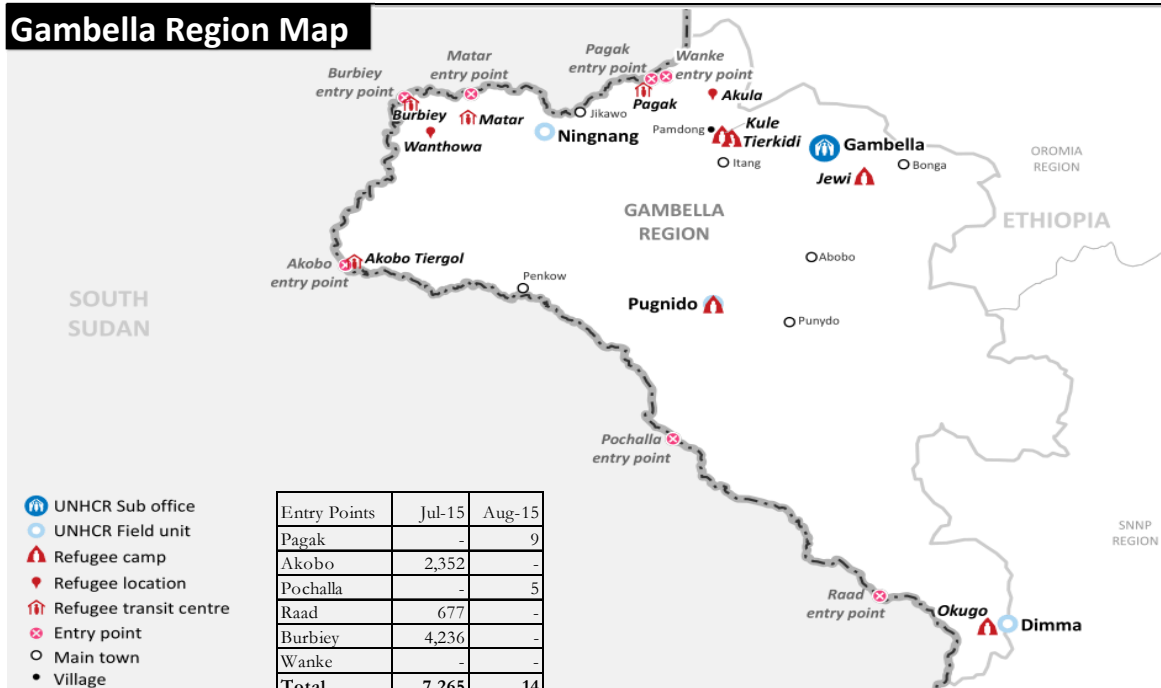 Gambella Region Map
Matar
entry point
Pagak
entry point
Wanke
entry point
Burbiey
entry point
Burbiey
Matar
Wanthowa
Jikawo
Ningnang
Pagak
Akula
Pamdong
Kule
Tierkidi
Itang
Gambella
Jewi
Bonga
OROMIA
REGION
ETHIOPIA
GAMBELLA
REGION
Akobo
entry point
Akobo Tiergol
Abobo
Penkow
Pugnido
Punydo
SOUTH
SUDAN
Pochalla
entry point
SNNP
REGION
Raad
entry point
Okugo
Dimma
UNHCR Sub office
UNHCR Field unit
Refugee camp
Refugee location
Refugee transit centre
Entry point
Main town
Village
Entry Points Jul-15 Aug-15
Pagak - 9
Akobo 2,352 -
Pochalla - 5
Raad 677 -
Burbiey 4,236 -
Wanke - -
Total 7,265 14